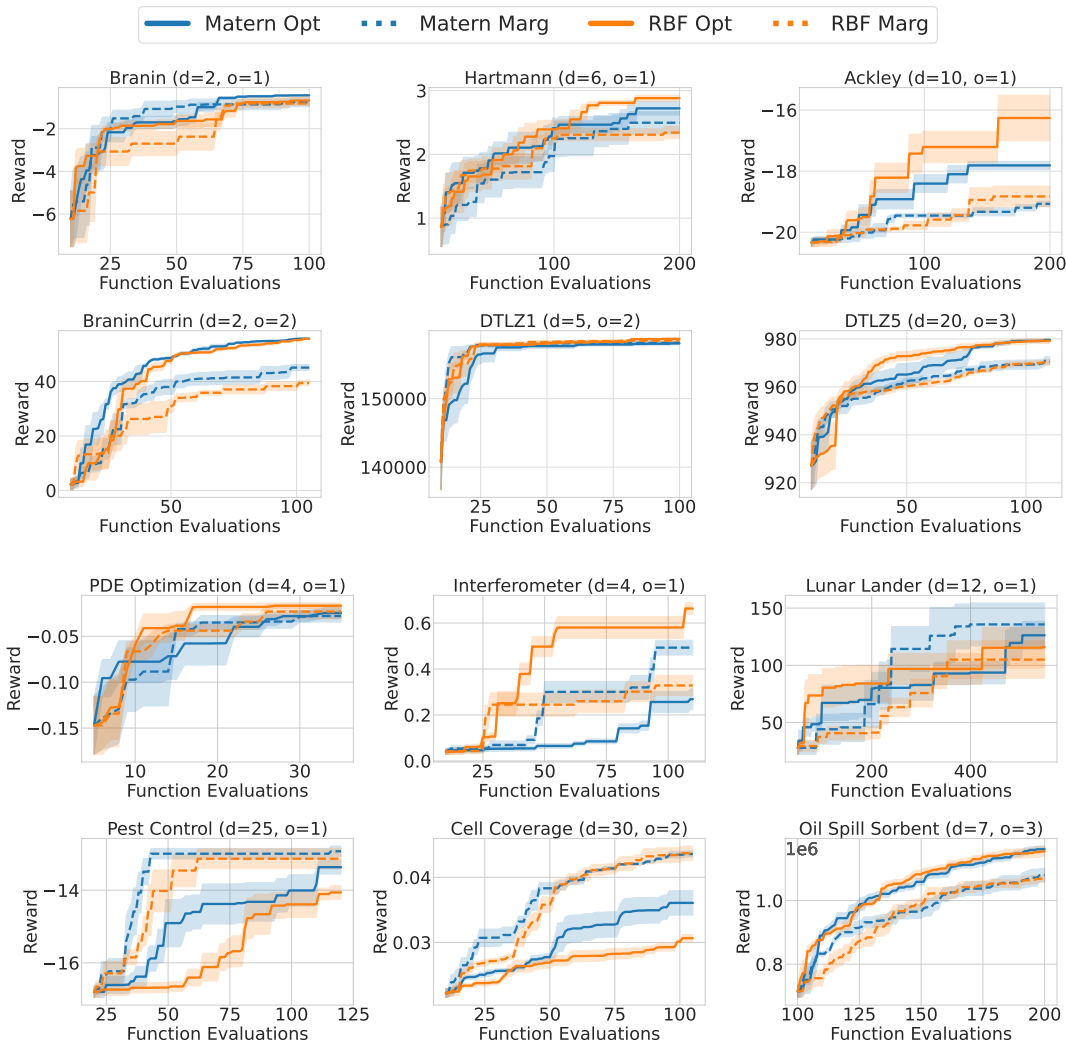 Matern Opt Matern Marg RBF Opt RBF Marg
Branin (d=2, o=1) Hartmann (d=6, o=1) Ackley (d=10, o=1)
Reward
−2
−4
−6
25 50 75 100
Function Evaluations
Reward
3
2
1
100 200
Function Evaluations
Reward
−16
−18
−20
100 200
Function Evaluations
BraninCurrin (d=2, o=2) DTLZ1 (d=5, o=2) DTLZ5 (d=20, o=3)
Reward
40
20
0
50 100
Function Evaluations
Reward
150000
140000
25 50 75 100
Function Evaluations
Reward
980
960
940
920
50 100
Function Evaluations
PDE Optimization (d=4, o=1) Interferometer (d=4, o=1) Lunar Lander (d=12, o=1)
Reward
−0.05
−0.10
−0.15
10 20 30
Function Evaluations
Reward
0.6
0.4
0.2
0.0
25 50 75 100
Function Evaluations
Reward
150
100
50
200 400
Function Evaluations
Pest Control (d=25, o=1) Cell Coverage (d=30, o=2) Oil Spill Sorbent (d=7, o=3)
Reward
−14
−16
25 50 75 100 125
Function Evaluations
Reward
0.04
0.03
25 50 75 100
Function Evaluations
Reward
1e6
1.0
0.8
100 125 150 175 200
Function Evaluations